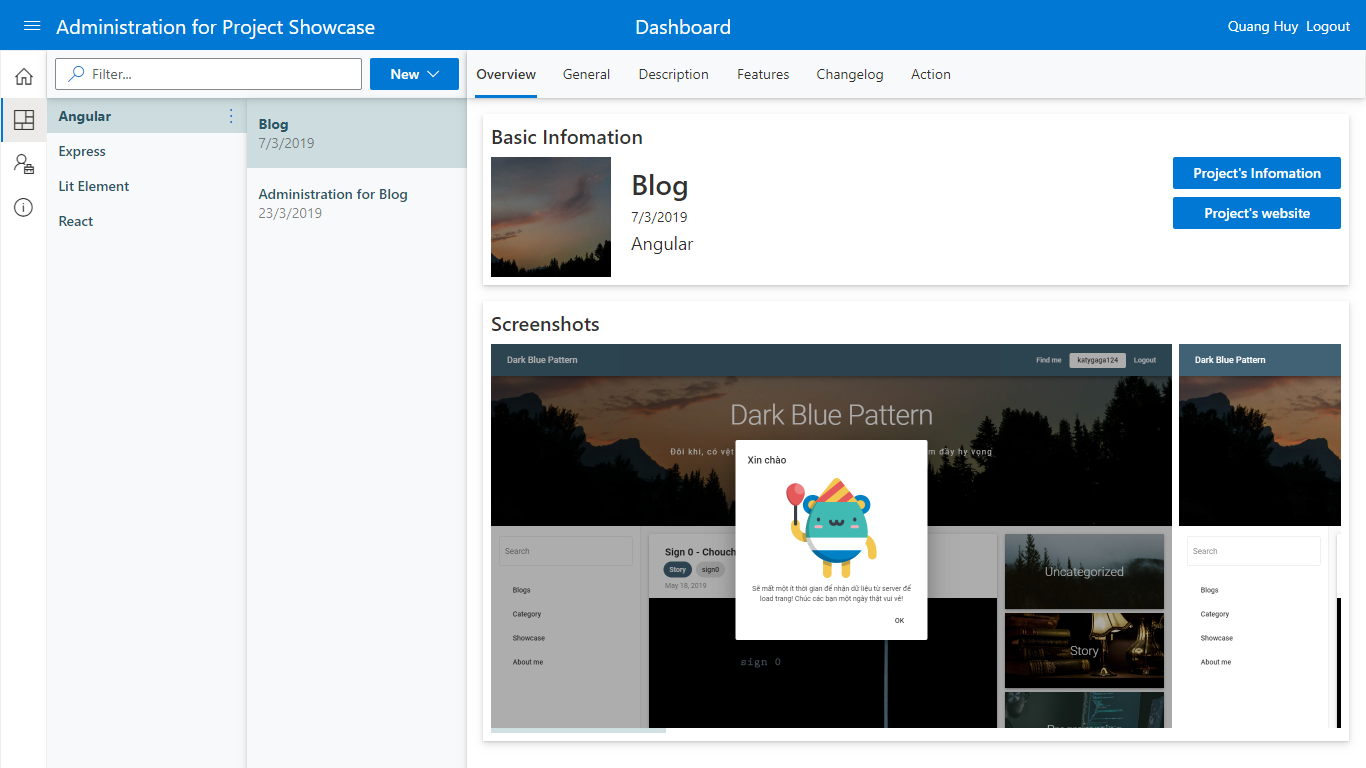 Administration for Project Showcase
Dashboard
Quang Huy Logout
Filter...
New
Overview General Description Features Changelog Action
Angular
Express
Lit Element
React
Blog
7/3/2019
Administration for Blog
23/3/2019
Basic Infomation
Blog
7/3/2019
Angular
Project's Infomation
Project's website
Screenshots
Dark Blue Pattern
Find me katygaga124 Logout
Dark Blue Pattern
Đôi khi, có vệt
m đầy hy vọng
Xin chào
Sẽ mất một ít thời gian để nhận dữ liệu từ server để
load trang! Chúc các bạn một ngày thật vui vẻ!
OK
Search
Blogs
Category
Showcase
About me
Sign 0 - Chouch
Story sign0
May 18, 2019
sign 0
Uncategorized
Story
Programming
Dark Blue Pattern
Search
Blogs
Category
Showcase
About me